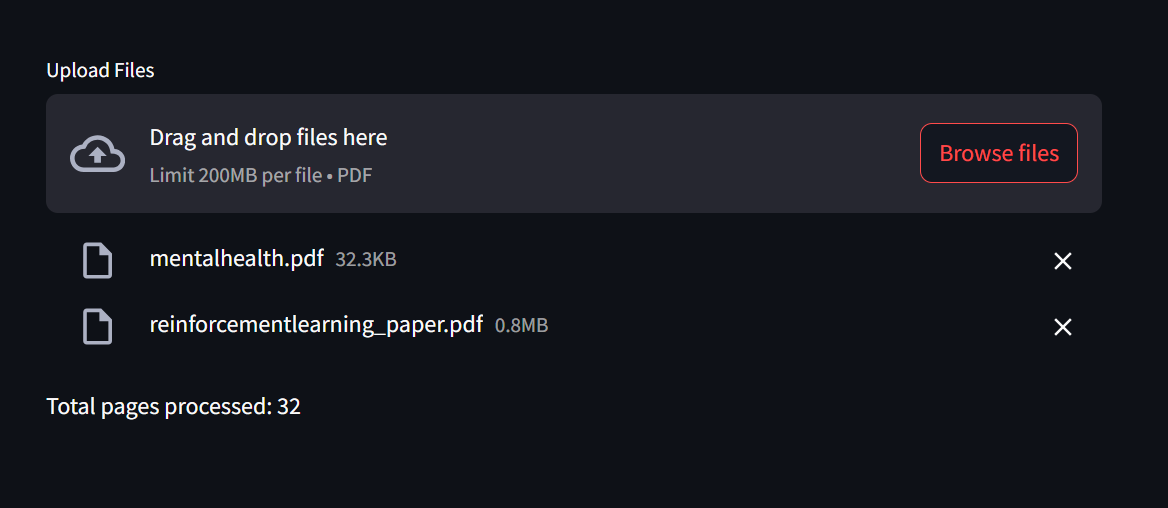 Upload Files
Drag and drop files here
Limit 200MB per file • PDF
Browse files
mentalhealth.pdf 32.3KB
reinforcementlearning_paper.pdf 0.8MB
Total pages processed: 32